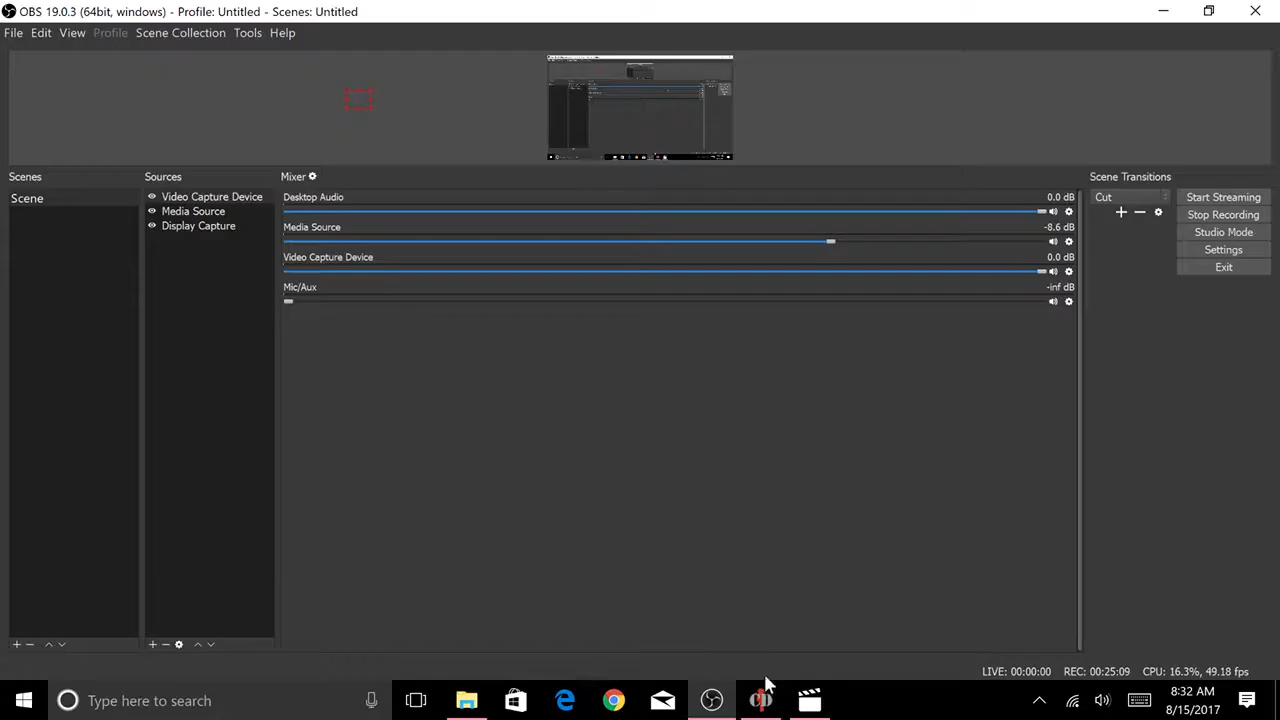 OBS 19.0.3 (64bit, windows) - Profile: Untitled - Scenes: Untitled
File Edit View Profile Scene Collection Tools Help
Scenes
Sources
Mixer
Scene Transitions
Scene
Video Capture Device
Media Source
Display Capture
Desktop Audio 0.0 dB
Media Source -8.6 dB
Video Capture Device 0.0 dB
Mic/Aux -inf dB
Cut
Start Streaming
Stop Recording
Studio Mode
Settings
Exit
LIVE: 00:00:00 REC: 00:25:09 CPU: 16.3%, 49.18 fps
Type here to search
8:32 AM
8/15/2017